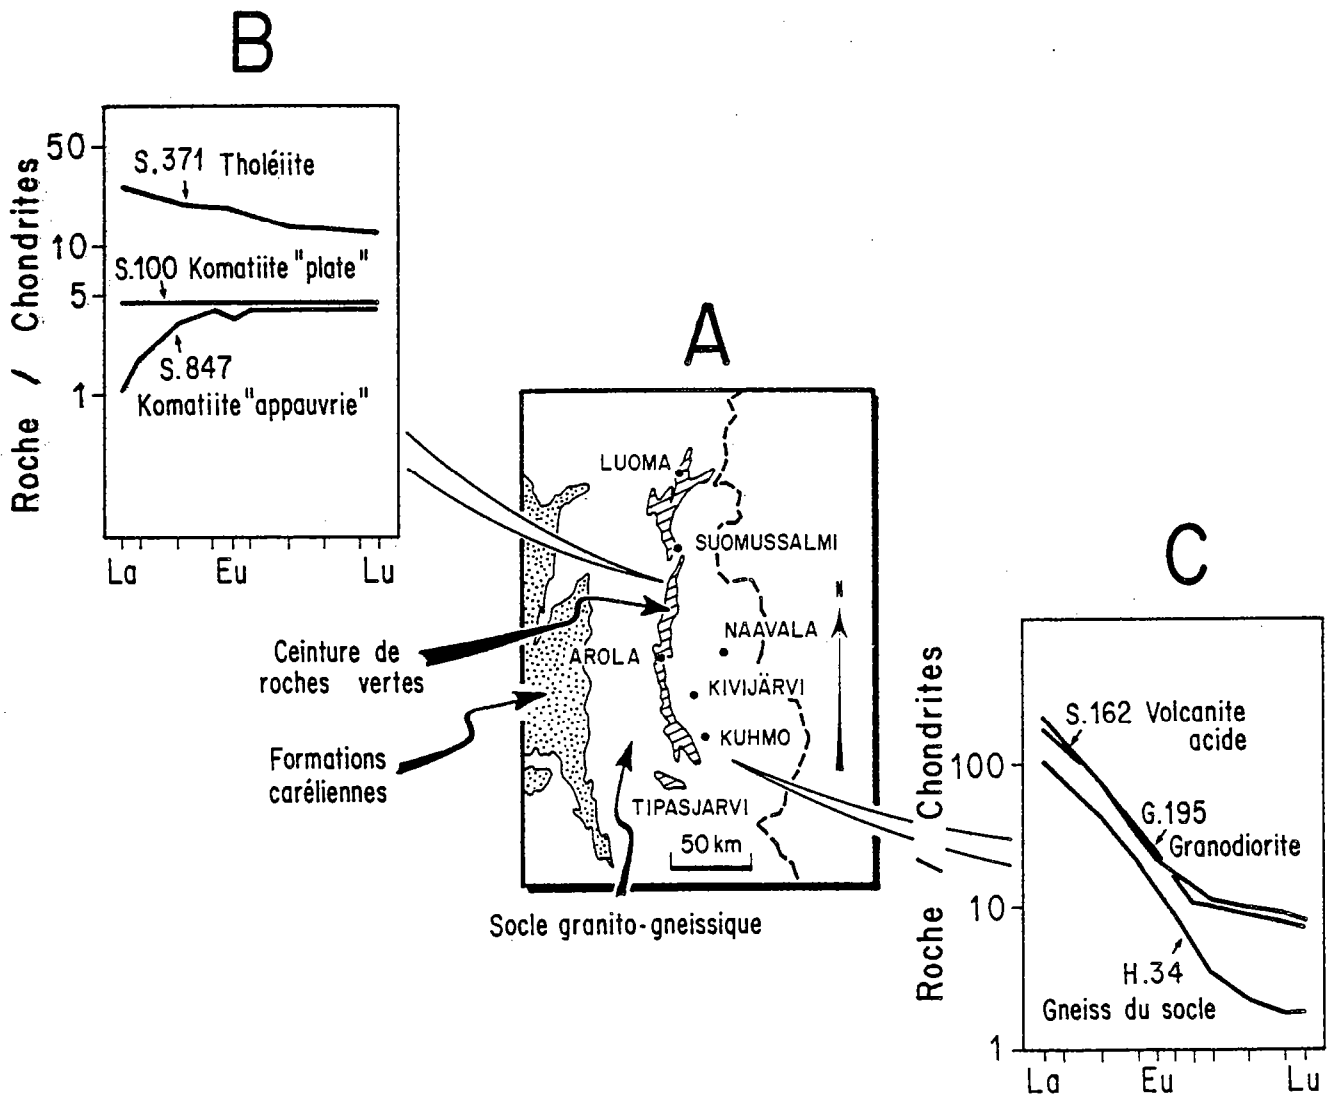 B
Roche / Chondrites
50
10
5
1
S.371 Tholéiite
S.100 Komatiite "plate"
S.847
Komatiite "appauvrie"
La
Eu
Lu
A
LUOMA
SUOMUSSALMI
N
NAAVALA
AROLA
KIVIJÄRVI
KUHMO
TIPASJARVI
50 km
Ceinture de
roches vertes
Formations
caréliennes
Socle granito-gneissique
C
Roche / Chondrites
100
10
1
S.162 Volcanite
acide
G.195
Granodiorite
H.34
Gneiss du socle
La
Eu
Lu